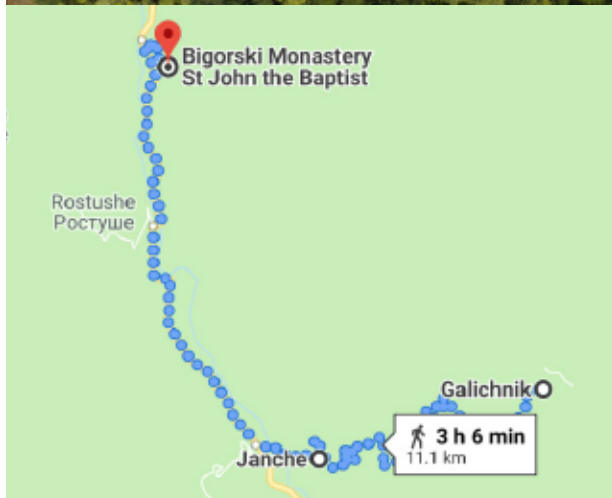 Bigorski Monastery
St John the Baptist
Rostushe
Ростуше
Galichnik
3 h 6 min
11.1 km
Janche